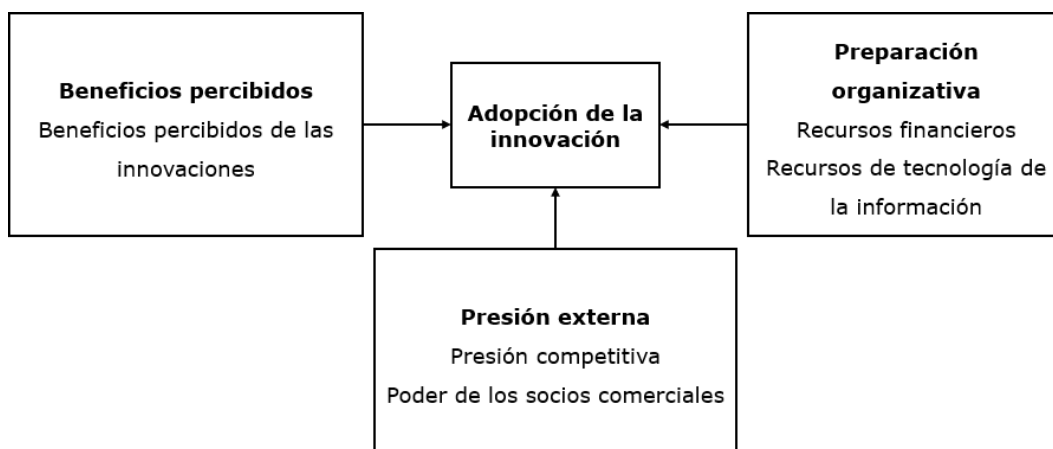 Beneficios percibidos
Beneficios percibidos de las
innovaciones
Adopción de la
innovación
Preparación
organizativa
Recursos financieros
Recursos de tecnología de
la información
Presión externa
Presión competitiva
Poder de los socios comerciales